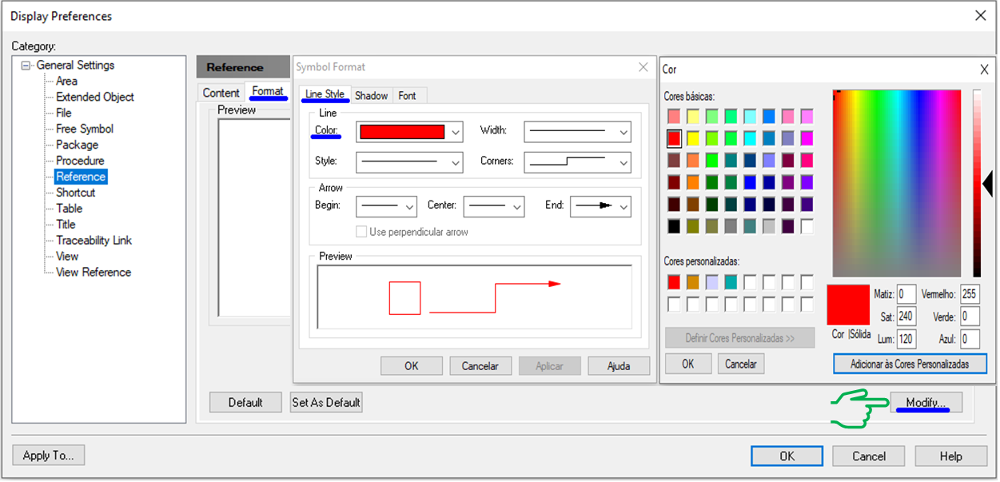 Display Preferences
Category:
General Settings
Area
Extended Object
File
Free Symbol
Package
Procedure
Reference
Shortcut
Table
Title
Traceability Link
View
View Reference
Reference
Content
Format
Preview
Default
Set As Default
Modify...
Symbol Format
Line Style
Shadow
Font
Line
Color:
Width:
Style:
Corners:
Arrow
Begin:
Center:
End:
Use perpendicular arrow
Preview
OK
Cancelar
Aplicar
Ajuda
Cor
Cores básicas:
Cores personalizadas:
Definir Cores Personalizadas >>
OK
Cancelar
Matiz: 0
Vermelho: 255
Sat: 240
Verde: 0
Cor |Sólida
Lum: 120
Azul: 0
Adicionar às Cores Personalizadas
Apply To...
OK
Cancel
Help